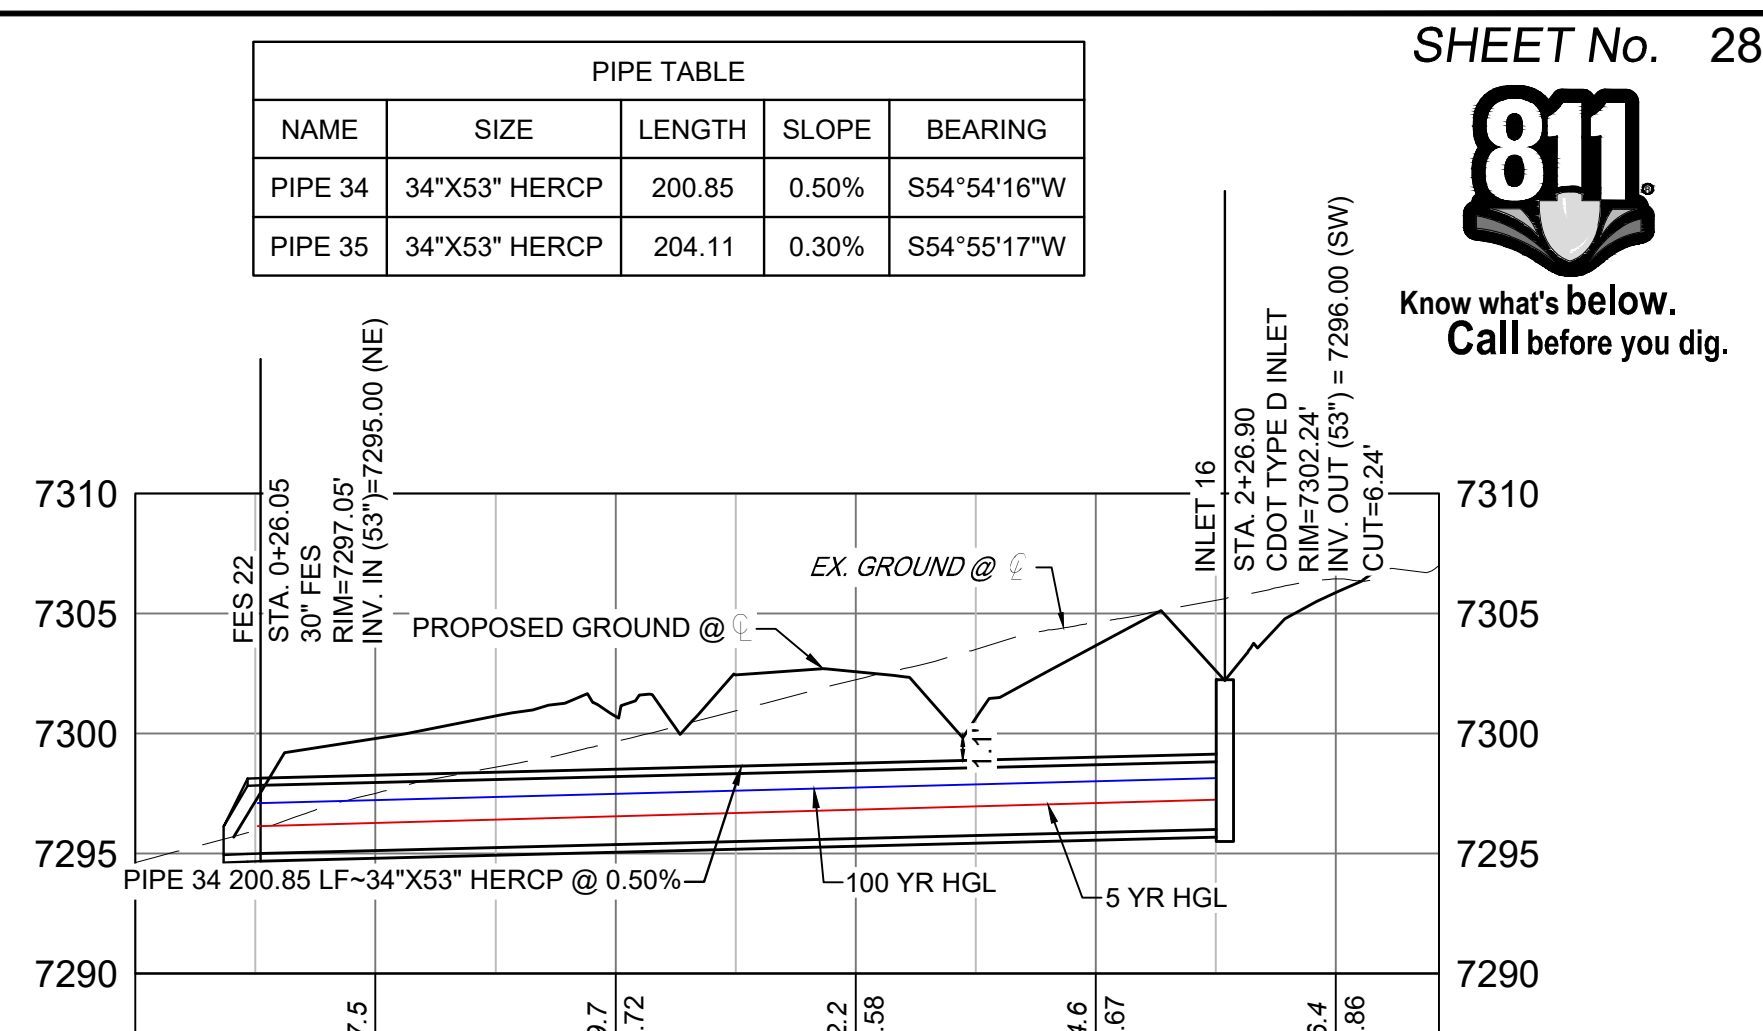 SHEET No. 28
PIPE TABLE
NAME SIZE LENGTH SLOPE BEARING
PIPE 34 34"X53" HERCP 200.85 0.50% S54°54'16"W
PIPE 35 34"X53" HERCP 204.11 0.30% S54°55'17"W
811
Know what's below.
Call before you dig.
FES 22
STA. 0+26.05
30" FES
RIM=7297.05'
INV. IN (53")=7295.00 (NE)
INLET 16
STA. 2+26.90
CDOT TYPE D INLET
RIM=7302.24'
INV. OUT (53") = 7296.00 (SW)
CUT=6.24'
7310 7310
EX. GROUND @ ℄
7305 7305
PROPOSED GROUND @ ℄
7300 7300
1.1'
7295 7295
PIPE 34 200.85 LF~34"X53" HERCP @ 0.50%
100 YR HGL
5 YR HGL
7290 7290